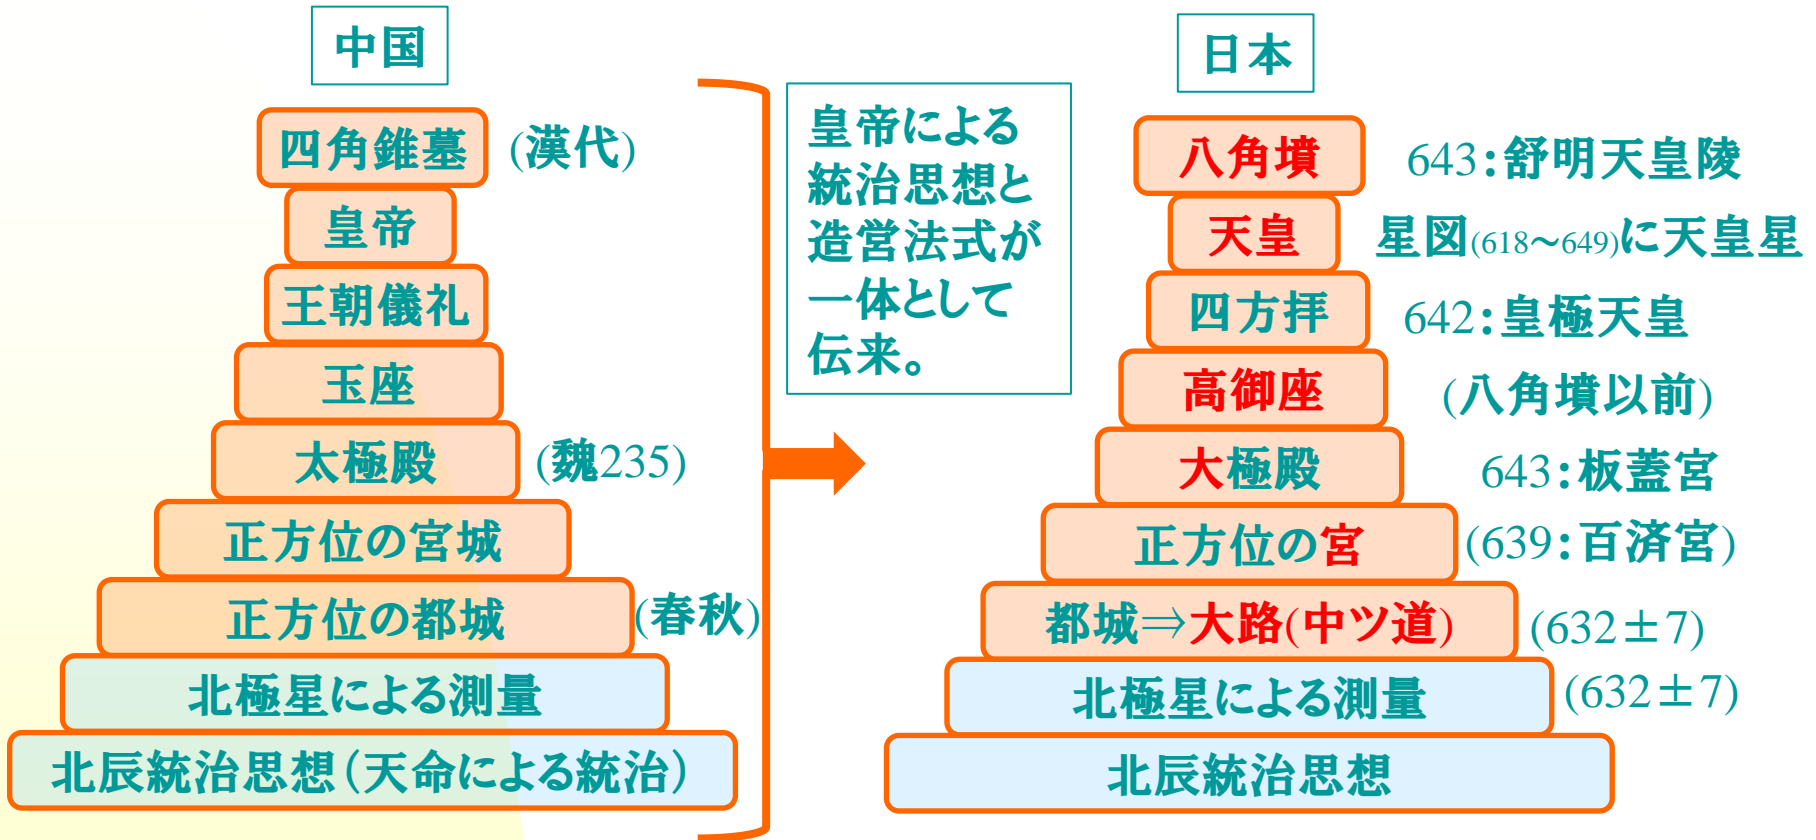 中国
四角錐墓 (漢代)
皇帝
王朝儀礼
玉座
太極殿 (魏235)
正方位の宮城
正方位の都城 (春秋)
北極星による測量
北辰統治思想(天命による統治)
皇帝による
統治思想と
造営法式が
一体として
伝来。
日本
八角墳 643:舒明天皇陵
天皇 星図(618~649)に天皇星
四方拝 642:皇極天皇
高御座 (八角墳以前)
大極殿 643:板蓋宮
正方位の宮 (639:百済宮)
都城⇒大路(中ツ道) (632±7)
北極星による測量 (632±7)
北辰統治思想